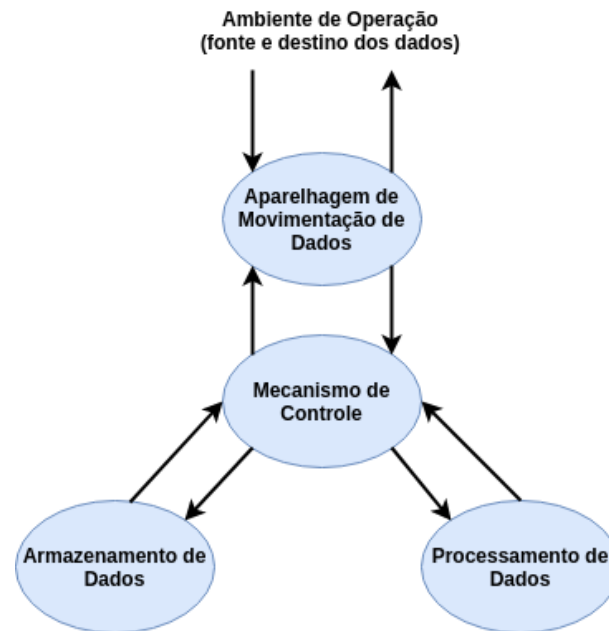 Ambiente de Operação
(fonte e destino dos dados)
Aparelhagem de
Movimentação de
Dados
Mecanismo de
Controle
Armazenamento de
Dados
Processamento de
Dados